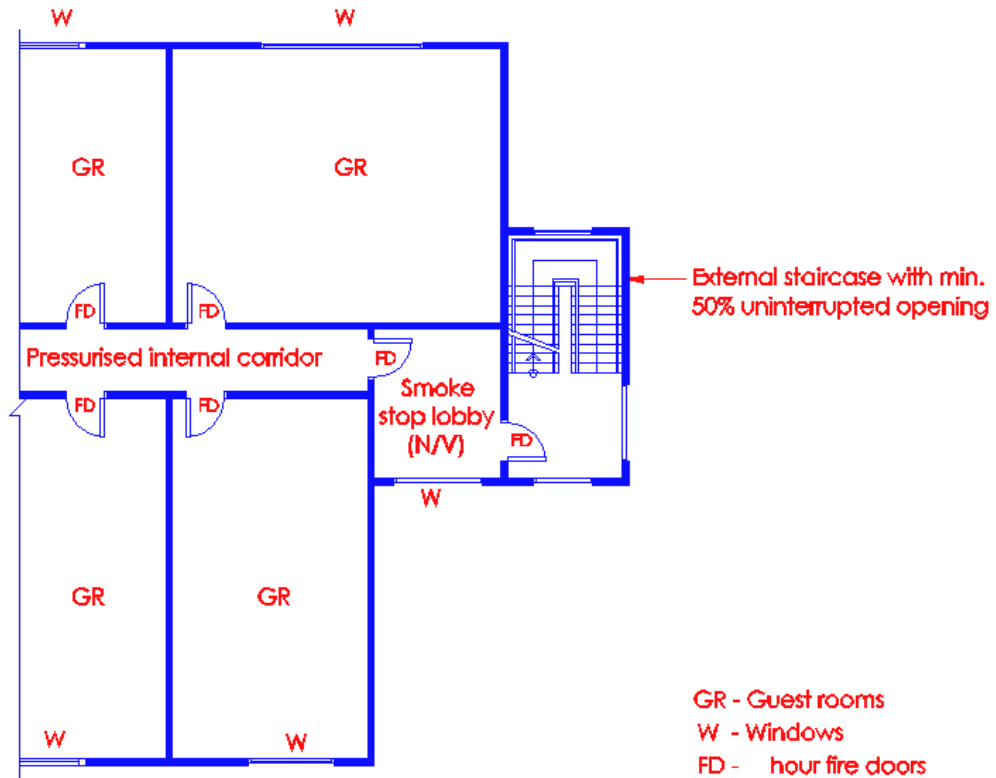 W
W
GR
GR
External staircase with min.
50% uninterrupted opening
FD
FD
Pressurised internal corridor
FD
Smoke
stop lobby
(N/V)
FD
FD
FD
W
GR
GR
W
W
GR - Guest rooms
W - Windows
FD - hour fire doors